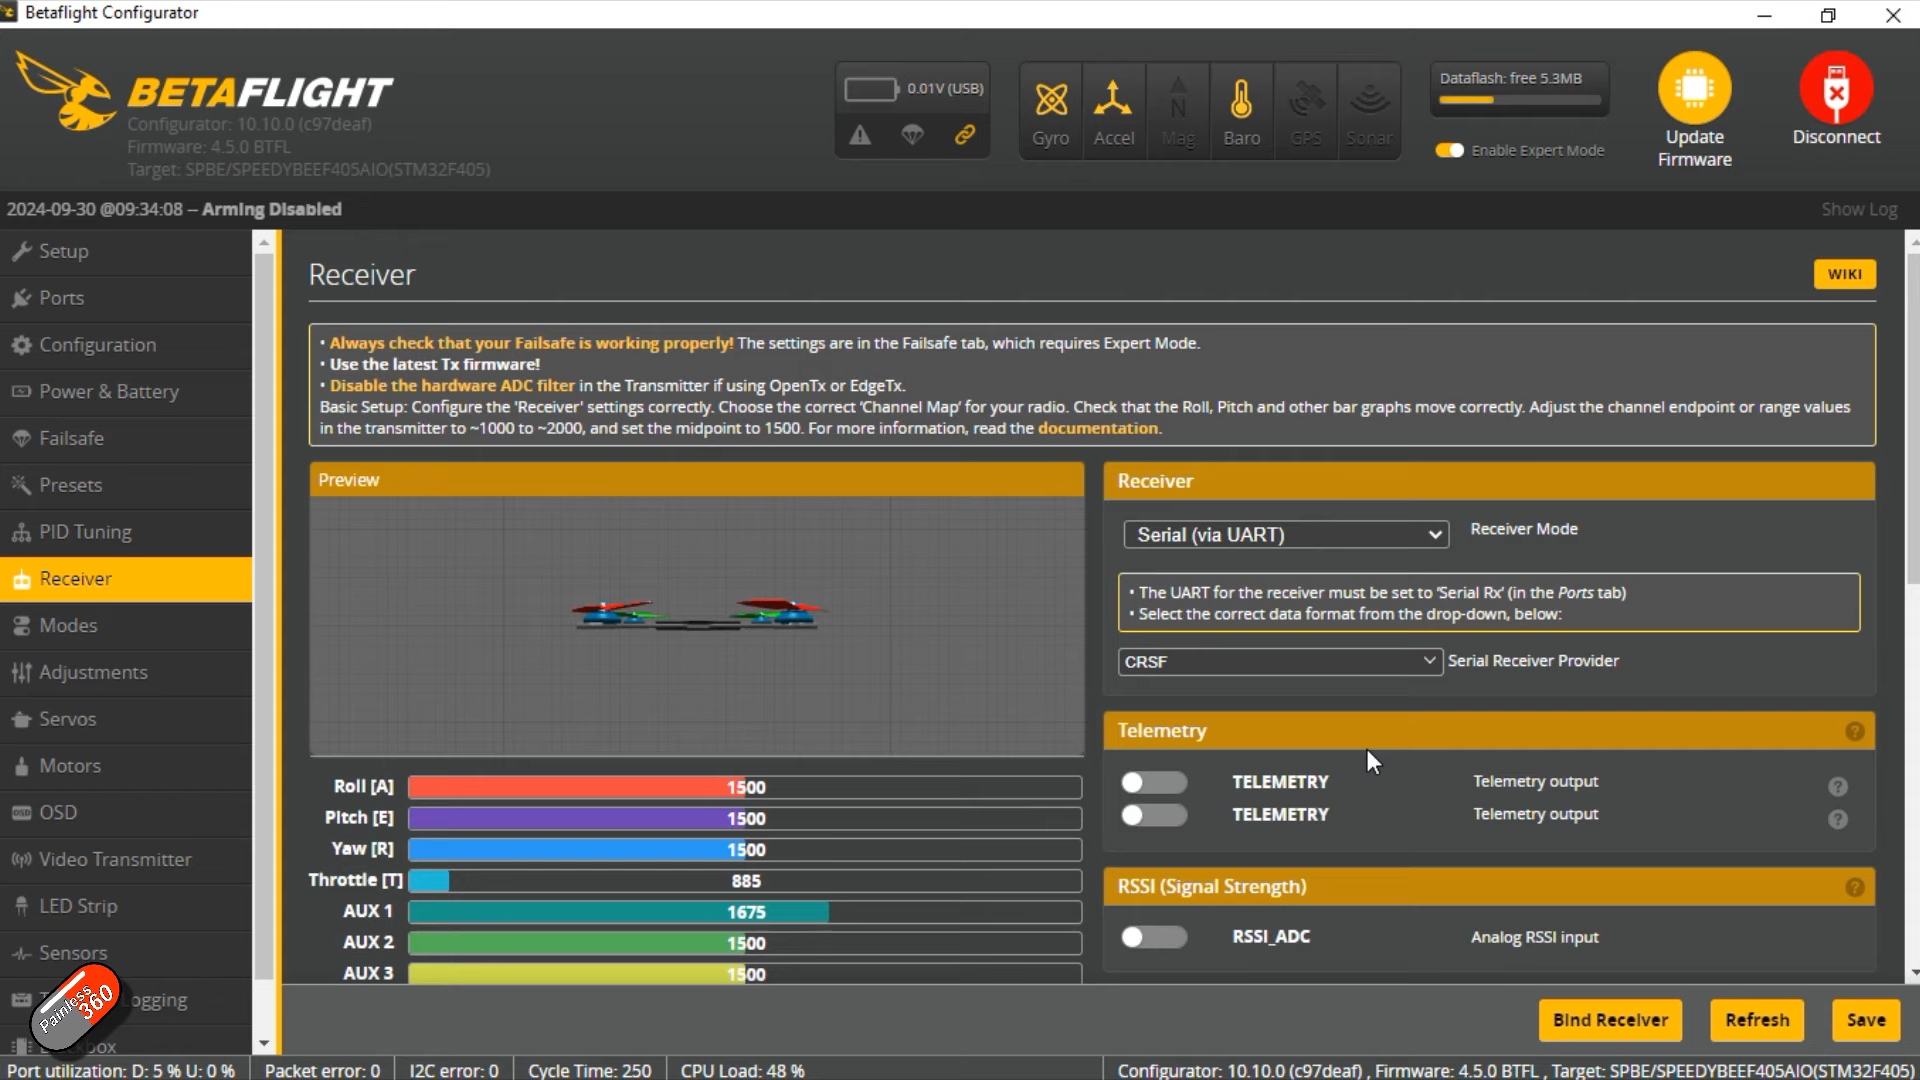 Betaflight Configurator
BETAFLIGHT
Configurator: 10.10.0 (c97deaf)
Firmware: 4.5.0 BTFL
Target: SPBE/SPEEDYBEEF405AIO(STM32F405)
0.01V (USB)
Gyro
Accel
N
Mag
Baro
GPS
Sonar
Dataflash: free 5.3MB
Enable Expert Mode
Update
Firmware
Disconnect
2024-09-30 @09:34:08 – Arming Disabled
Show Log
Setup
Ports
Configuration
Power & Battery
Failsafe
Presets
PID Tuning
Receiver
Modes
Adjustments
Servos
Motors
OSD
OSD
Video Transmitter
LED Strip
Sensors
Painless
360
Receiver
WIKI
• Always check that your Failsafe is working properly! The settings are in the Failsafe tab, which requires Expert Mode.
• Use the latest Tx firmware!
• Disable the hardware ADC filter in the Transmitter if using OpenTx or EdgeTx.
Basic Setup: Configure the 'Receiver' settings correctly. Choose the correct 'Channel Map' for your radio. Check that the Roll, Pitch and other bar graphs move correctly. Adjust the channel endpoint or range values
in the transmitter to ~1000 to ~2000, and set the midpoint to 1500. For more information, read the documentation.
Preview
Roll [A] 1500
Pitch [E] 1500
Yaw [R] 1500
Throttle [T] 885
AUX 1 1675
AUX 2 1500
AUX 3 1500
Receiver
Serial (via UART) Receiver Mode
• The UART for the receiver must be set to 'Serial Rx' (in the Ports tab)
• Select the correct data format from the drop-down, below:
CRSF Serial Receiver Provider
Telemetry ?
TELEMETRY Telemetry output ?
TELEMETRY Telemetry output ?
RSSI (Signal Strength) ?
RSSI_ADC Analog RSSI input
Bind Receiver
Refresh
Save
Port utilization: D: 5 % U: 0 % Packet error: 0 I2C error: 0 Cycle Time: 250 CPU Load: 48 % Configurator: 10.10.0 (c97deaf) , Firmware: 4.5.0 BTFL , Target: SPBE/SPEEDYBEEF405AIO(STM32F405)